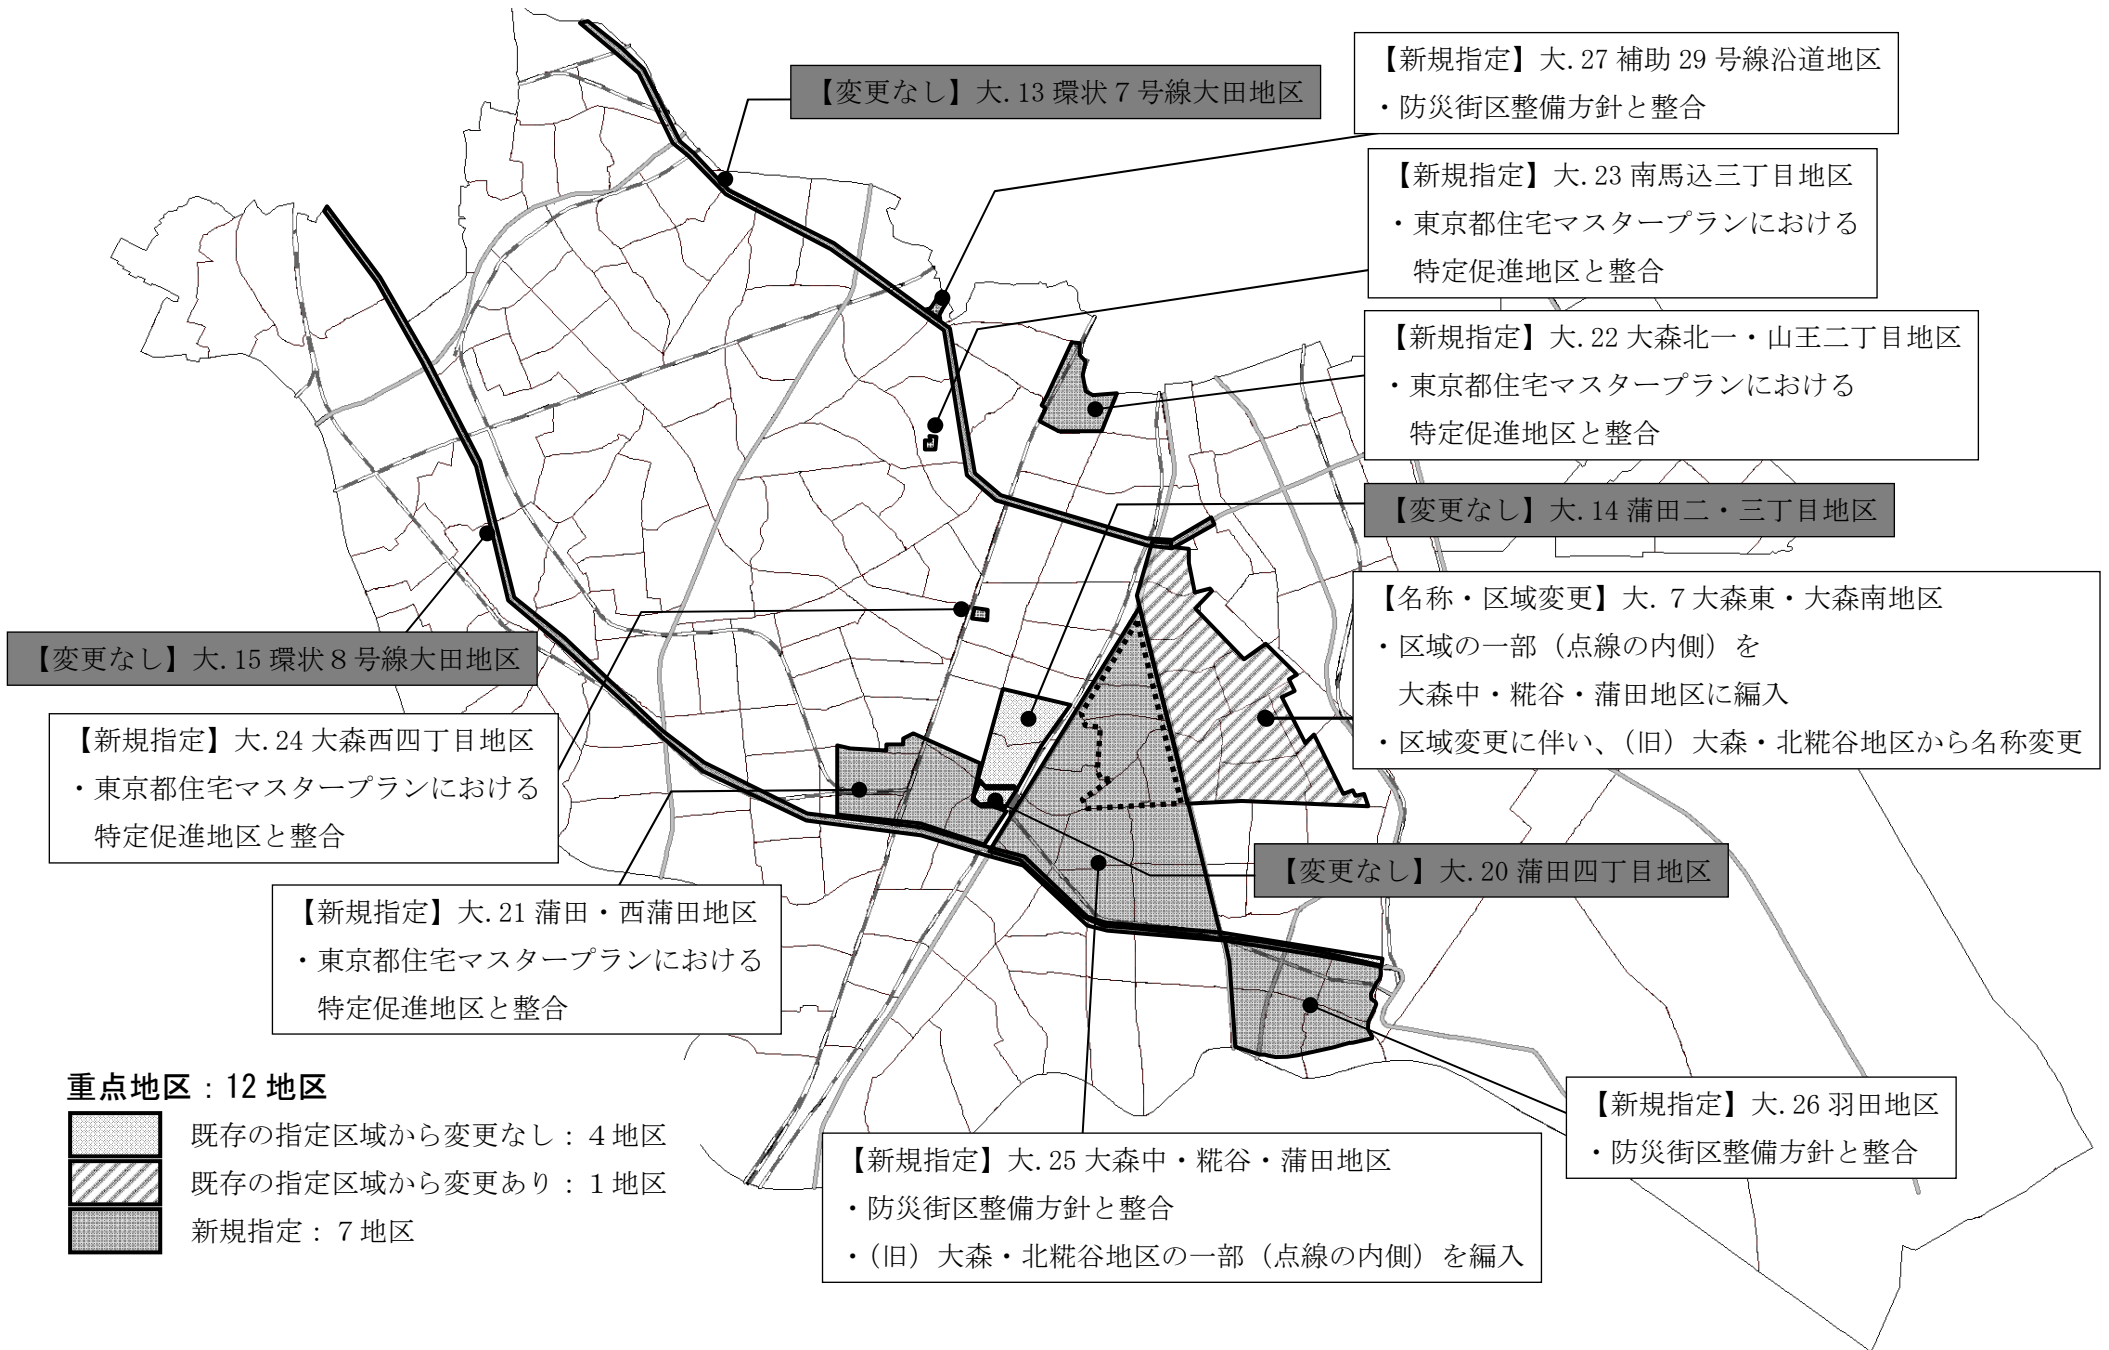 【変更なし】大.13 環状７号線大田地区
【新規指定】大.27 補助 29 号線沿道地区
・防災街区整備方針と整合
【新規指定】大.23 南馬込三丁目地区
・東京都住宅マスタープランにおける
特定促進地区と整合
【新規指定】大.22 大森北一・山王二丁目地区
・東京都住宅マスタープランにおける
特定促進地区と整合
【変更なし】大.14 蒲田二・三丁目地区
【名称・区域変更】大.７大森東・大森南地区
・区域の一部（点線の内側）を
大森中・糀谷・蒲田地区に編入
・区域変更に伴い、（旧）大森・北糀谷地区から名称変更
【変更なし】大.15 環状８号線大田地区
【新規指定】大.24 大森西四丁目地区
・東京都住宅マスタープランにおける
特定促進地区と整合
【変更なし】大.20 蒲田四丁目地区
【新規指定】大.21 蒲田・西蒲田地区
・東京都住宅マスタープランにおける
特定促進地区と整合
【新規指定】大.26 羽田地区
・防災街区整備方針と整合
【新規指定】大.25 大森中・糀谷・蒲田地区
・防災街区整備方針と整合
・（旧）大森・北糀谷地区の一部（点線の内側）を編入
重点地区：12 地区
既存の指定区域から変更なし：４地区
既存の指定区域から変更あり：１地区
新規指定：７地区